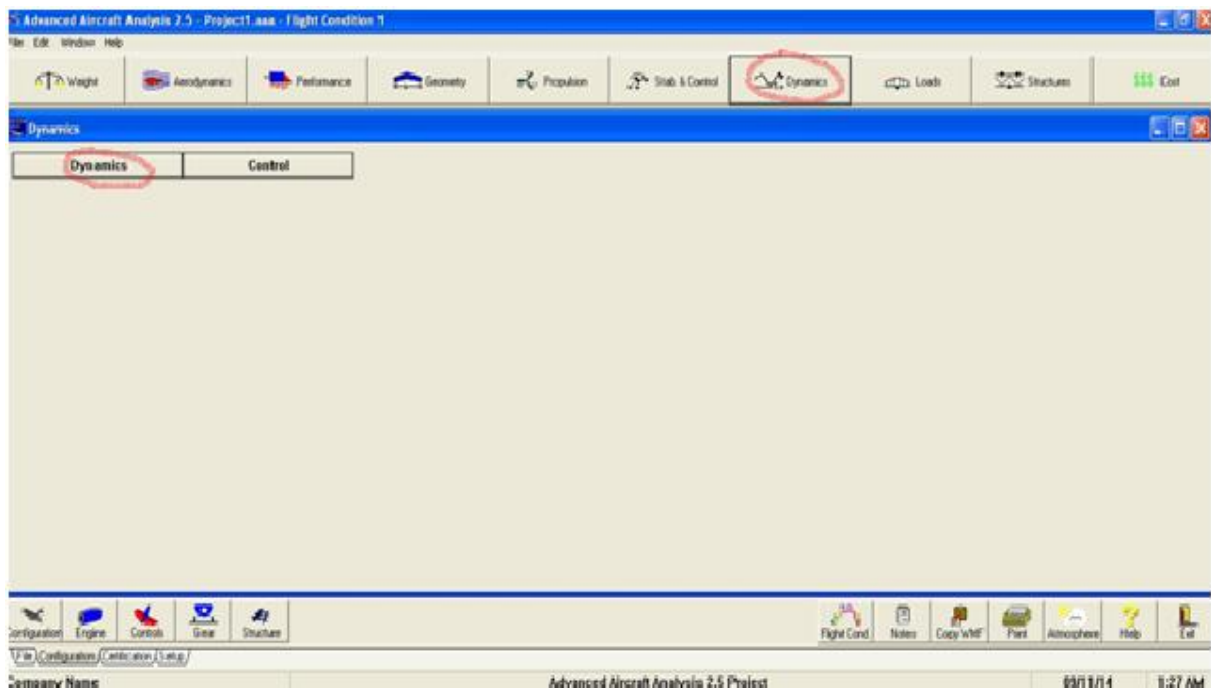 Advanced Aircraft Analysis 2.5 - Project1.aaa - Flight Condition 1
File Edit Window Help
Weight Aerodynamics Performance Geometry Propulsion Stab & Control Dynamics Loads Structures $$$ Cost
Dynamics
Dynamics Control
Configuration Engine Controls Gear Structure Flight Cond. Notes Copy WMF Print Atmosphere Help Exit
File Configuration Certification Setup
Company Name Advanced Aircraft Analysis 2.5 Project 1:27 AM